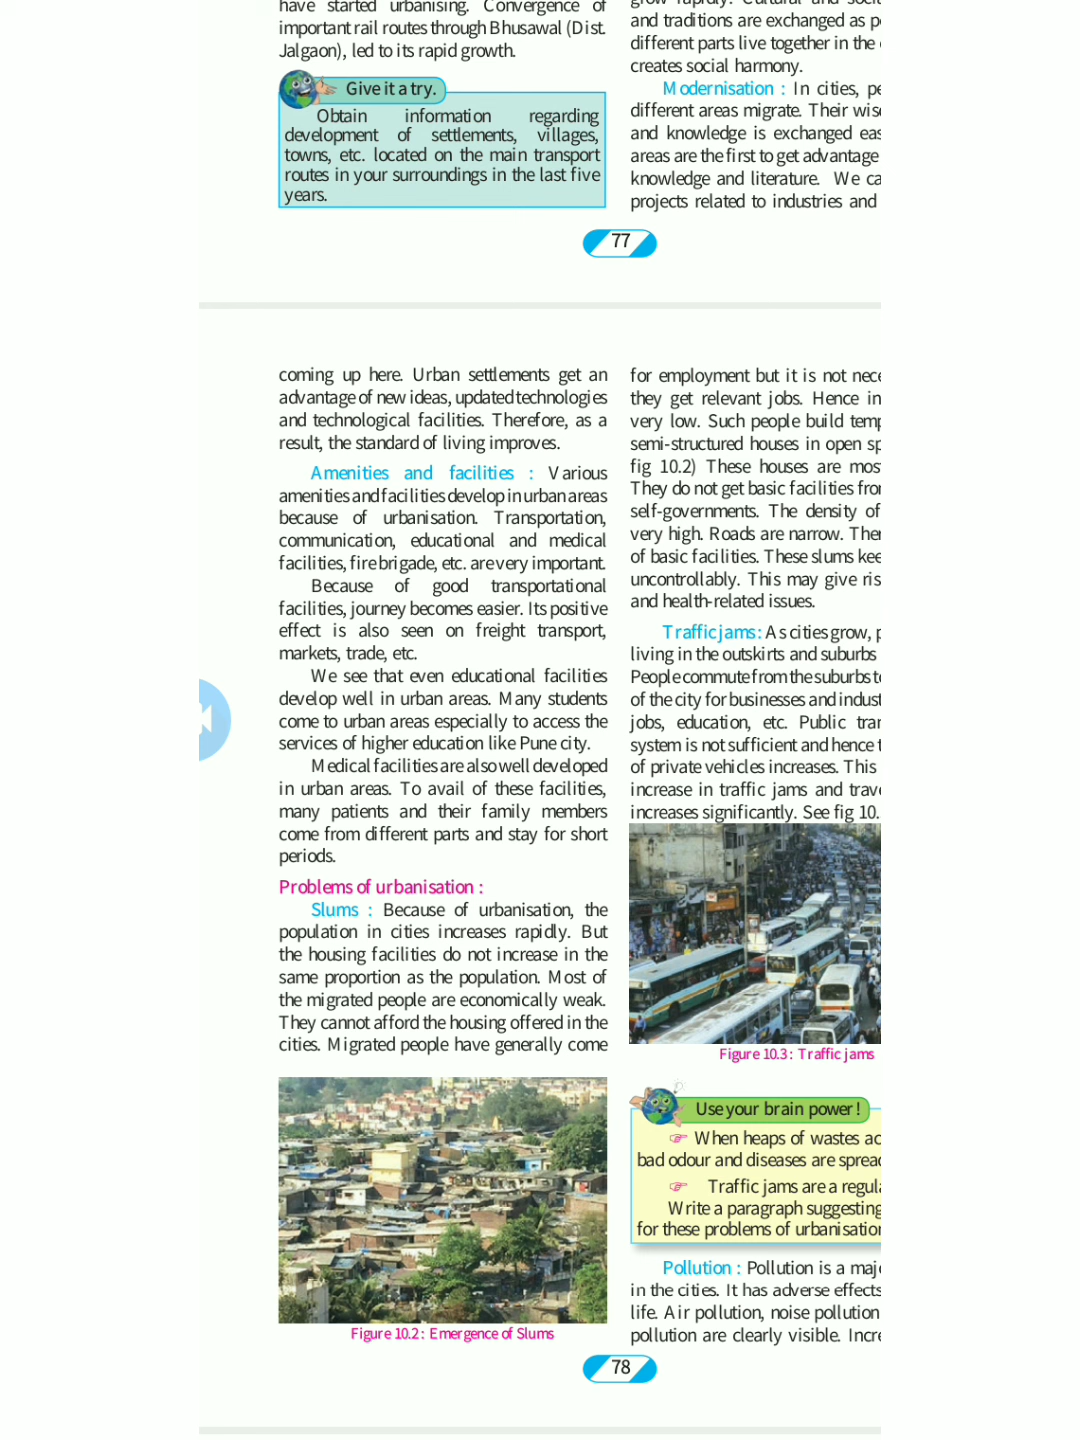 have started urbanising. Convergence of
important rail routes through Bhusawal (Dist.
Jalgaon), led to its rapid growth.
Give it a try.
Obtain information regarding
development of settlements, villages,
towns, etc. located on the main transport
routes in your surroundings in the last five
years.
and traditions are exchanged as
different parts live together in the
creates social harmony.
Modernisation : In cities,
different areas migrate. Their
and knowledge is exchanged
areas are the first to get advantage
knowledge and literature. We
projects related to industries and
77
coming up here. Urban settlements get an
advantage of new ideas, updated technologies
and technological facilities. Therefore, as a
result, the standard of living improves.
Amenities and facilities : Various
amenities and facilities develop in urban areas
because of urbanisation. Transportation,
communication, educational and medical
facilities, fire brigade, etc. are very important.
Because of good transportational
facilities, journey becomes easier. Its positive
effect is also seen on freight transport,
markets, trade, etc.
We see that even educational facilities
develop well in urban areas. Many students
come to urban areas especially to access the
services of higher education like Pune city.
Medical facilities are also well developed
in urban areas. To avail of these facilities,
many patients and their family members
come from different parts and stay for short
periods.
Problems of urbanisation :
Slums : Because of urbanisation, the
population in cities increases rapidly. But
the housing facilities do not increase in the
same proportion as the population. Most of
the migrated people are economically weak.
They cannot afford the housing offered in the
cities. Migrated people have generally come
Figure 10.2 : Emergence of Slums
for employment but it is not
they get relevant jobs. Hence in
very low. Such people build
semi-structured houses in open
fig 10.2) These houses are
They do not get basic facilities
self-governments. The density of
very high. Roads are narrow.
of basic facilities. These slums
uncontrollably. This may give
and health-related issues.
Traffic jams : As cities grow,
living in the outskirts and suburbs
People commute from the suburbs
of the city for businesses and
jobs, education, etc. Public
system is not sufficient and hence
of private vehicles increases. This
increase in traffic jams and
increases significantly. See fig 10.
Figure 10.3 : Traffic jams
Use your brain power !
When heaps of wastes
bad odour and diseases are
Traffic jams are a
Write a paragraph suggesting
for these problems of
Pollution : Pollution is a
in the cities. It has adverse effects
life. Air pollution, noise pollution
pollution are clearly visible.
78